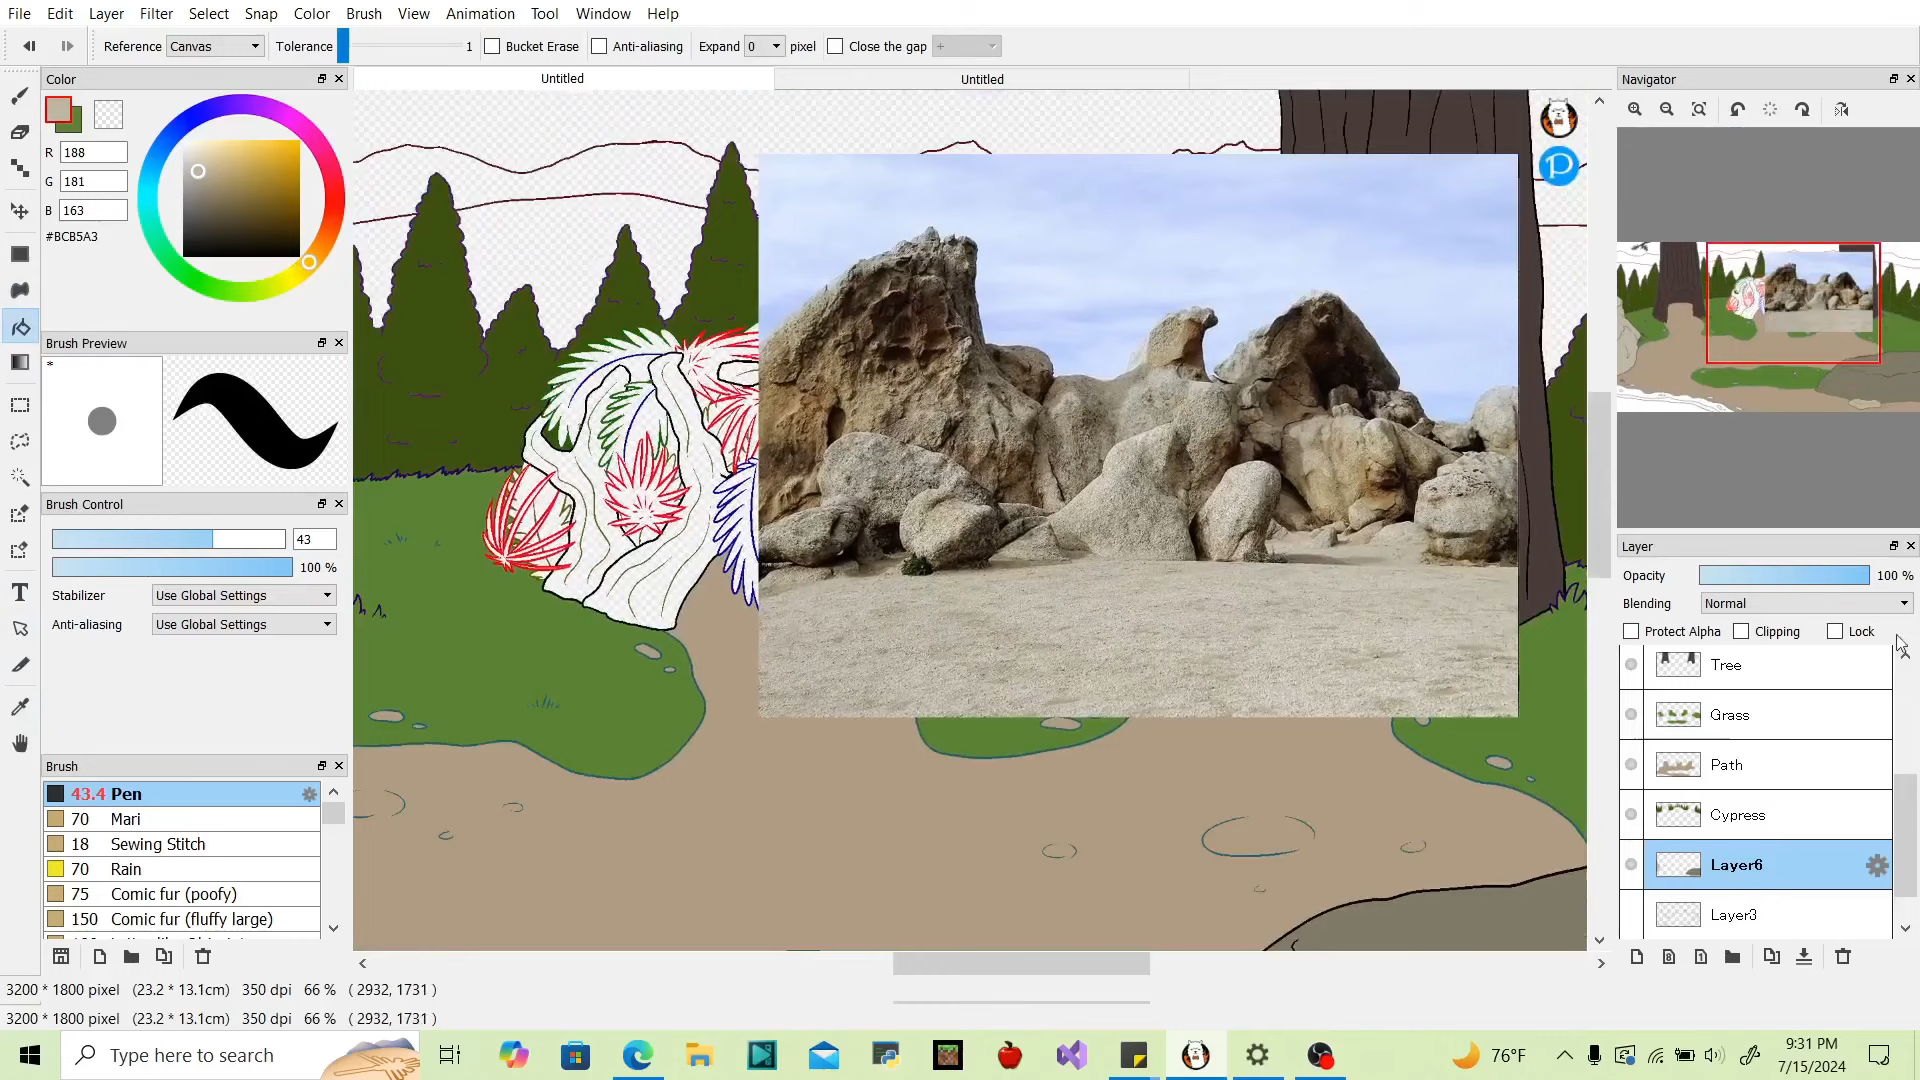 File Edit Layer Filter Select Snap Color Brush View Animation Tool Window Help
Reference Canvas Tolerance 1 Bucket Erase Anti-aliasing Expand 0 pixel Close the gap +
Color
Untitled
Untitled
Navigator
R 188
G 181
B 163
#BCB5A3
Brush Preview
*
Brush Control
43
100 %
Stabilizer Use Global Settings
Anti-aliasing Use Global Settings
Brush
43.4 Pen
70 Mari
18 Sewing Stitch
70 Rain
75 Comic fur (poofy)
150 Comic fur (fluffy large)
Layer
Opacity 100 %
Blending Normal
Protect Alpha Clipping Lock
Tree
Grass
Path
Cypress
Layer6
Layer3
3200 * 1800 pixel (23.2 * 13.1cm) 350 dpi 66 % ( 2932, 1731 )
3200 * 1800 pixel (23.2 * 13.1cm) 350 dpi 66 % ( 2932, 1731 )
Type here to search
76°F
9:31 PM
7/15/2024